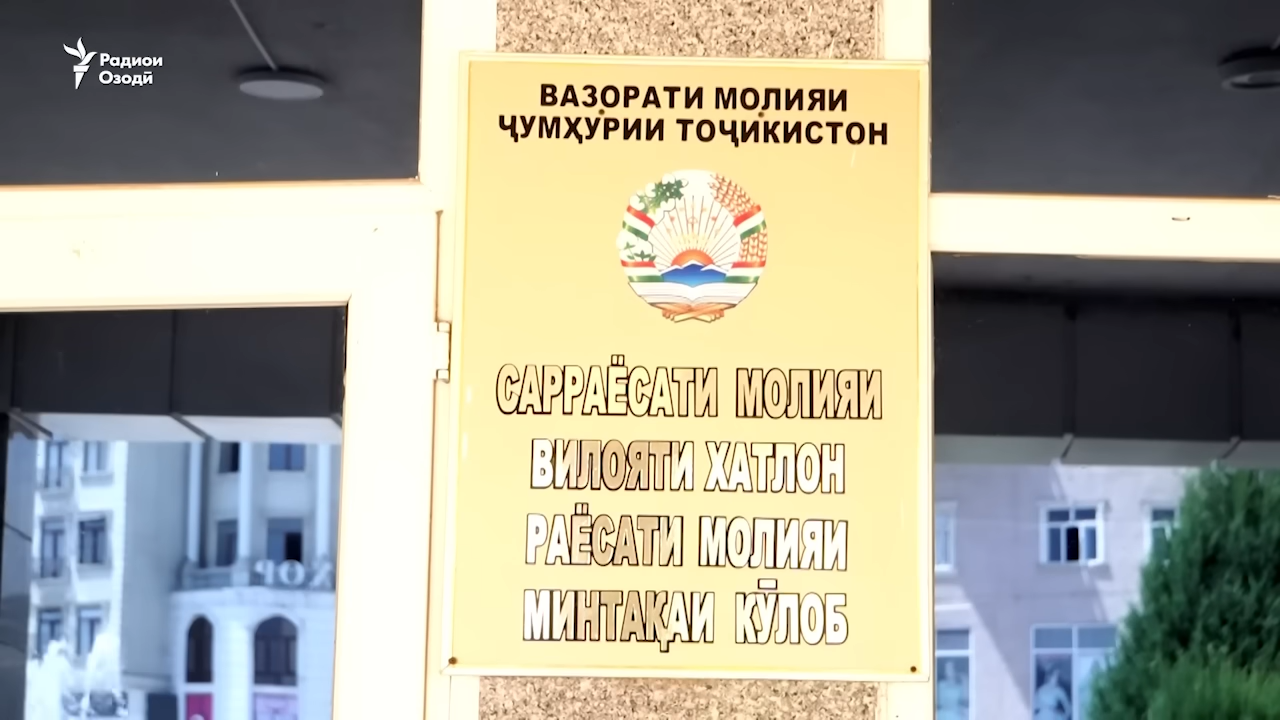 Радиои
Озодӣ
ВАЗОРАТИ МОЛИЯИ
ҶУМҲУРИИ ТОҶИКИСТОН
САРРАЁСАТИ МОЛИЯИ
ВИЛОЯТИ ХАТЛОН
РАЁСАТИ МОЛИЯИ
МИНТАҚАИ КӮЛОБ